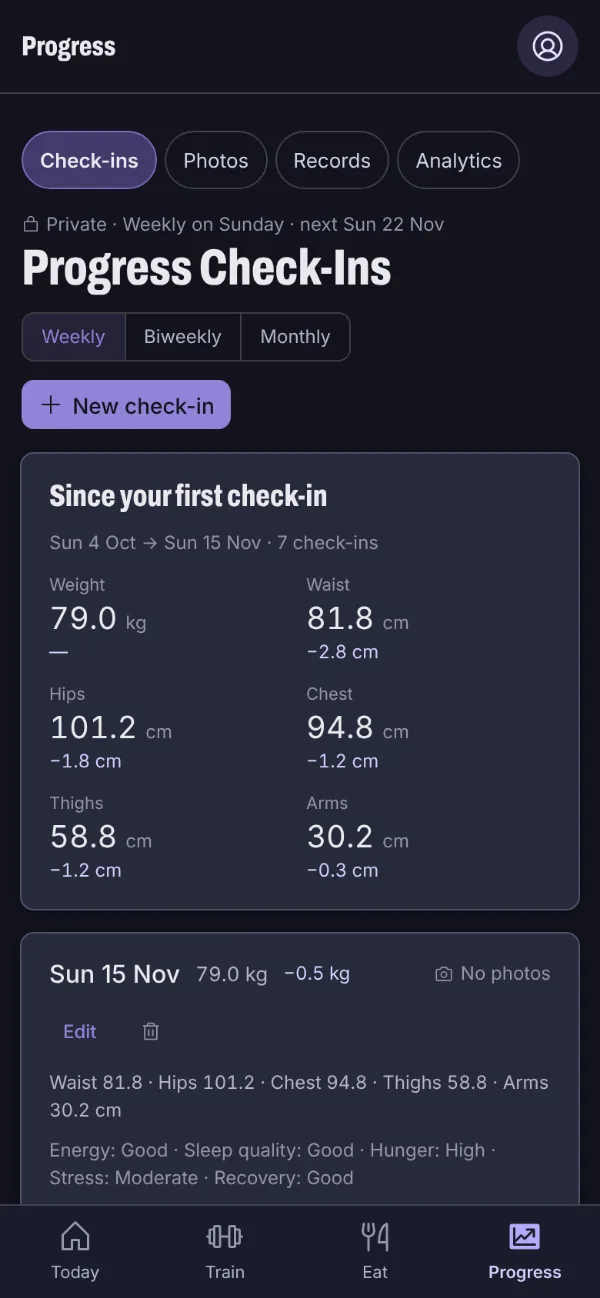 Progress
Check-ins Photos Records Analytics
Private · Weekly on Sunday · next Sun 22 Nov
Progress Check-Ins
Weekly Biweekly Monthly
+ New check-in
Since your first check-in
Sun 4 Oct → Sun 15 Nov · 7 check-ins
Weight Waist
79.0 kg 81.8 cm
— −2.8 cm
Hips Chest
101.2 cm 94.8 cm
−1.8 cm −1.2 cm
Thighs Arms
58.8 cm 30.2 cm
−1.2 cm −0.3 cm
Sun 15 Nov 79.0 kg −0.5 kg No photos
Edit
Waist 81.8 · Hips 101.2 · Chest 94.8 · Thighs 58.8 · Arms
30.2 cm
Energy: Good · Sleep quality: Good · Hunger: High ·
Stress: Moderate · Recovery: Good
Today Train Eat Progress